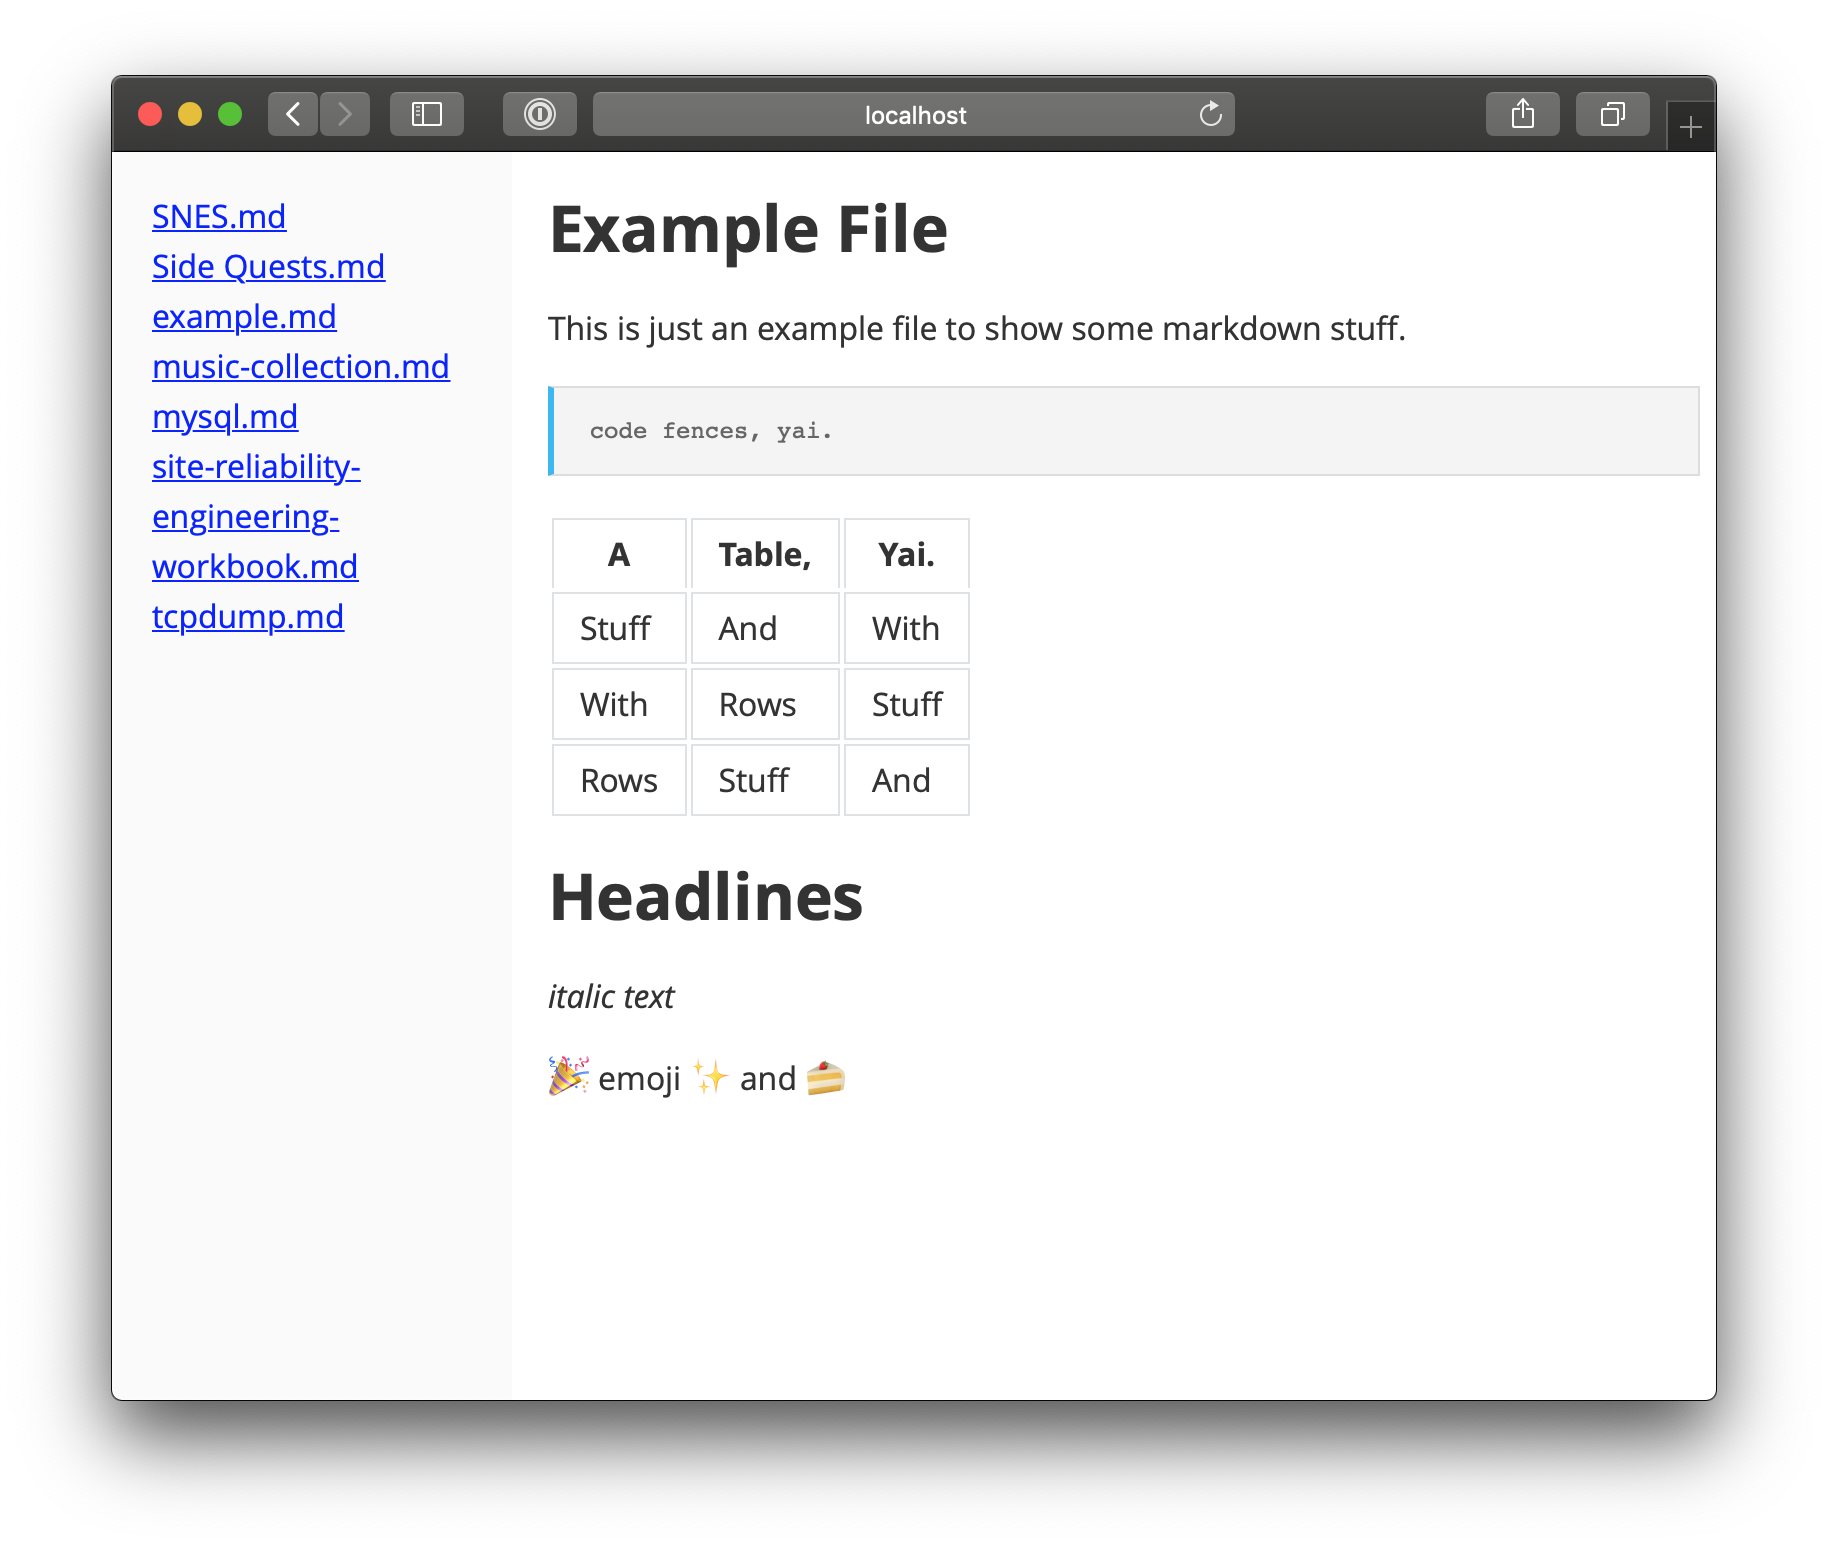 localhost
SNES.md
Side Quests.md
example.md
music-collection.md
mysql.md
site-reliability-
engineering-
workbook.md
tcpdump.md
Example File
This is just an example file to show some markdown stuff.
code fences, yai.
A Table, Yai.
Stuff And With
With Rows Stuff
Rows Stuff And
Headlines
italic text
🎉 emoji ✨ and 🍰